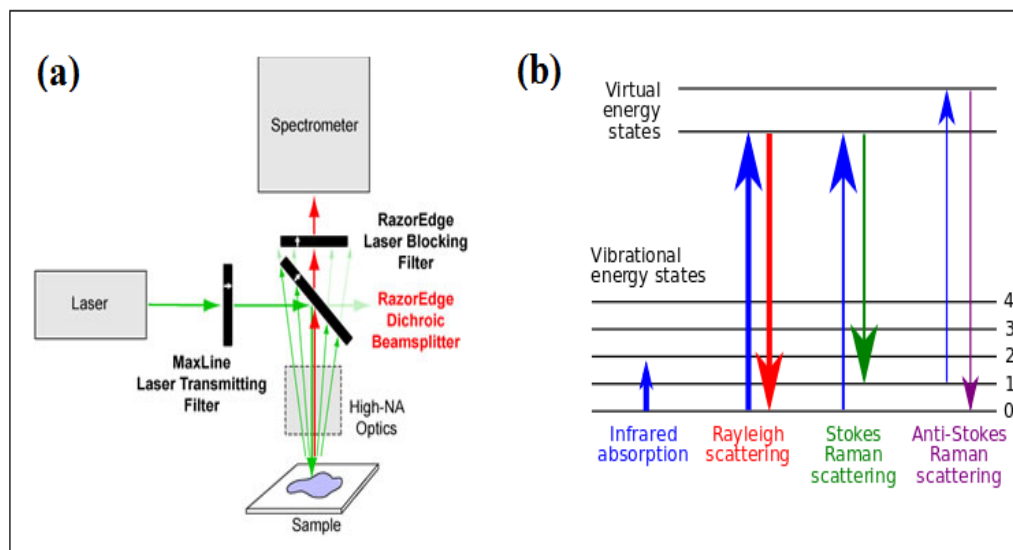 (a)
Spectrometer
RazorEdge
Laser Blocking
Filter
Laser
RazorEdge
Dichroic
Beamsplitter
MaxLine
Laser Transmitting
Filter
High-NA
Optics
Sample
(b)
Virtual
energy
states
Vibrational
energy states
4
3
2
1
0
Infrared
absorption
Rayleigh
scattering
Stokes
Raman
scattering
Anti-Stokes
Raman
scattering